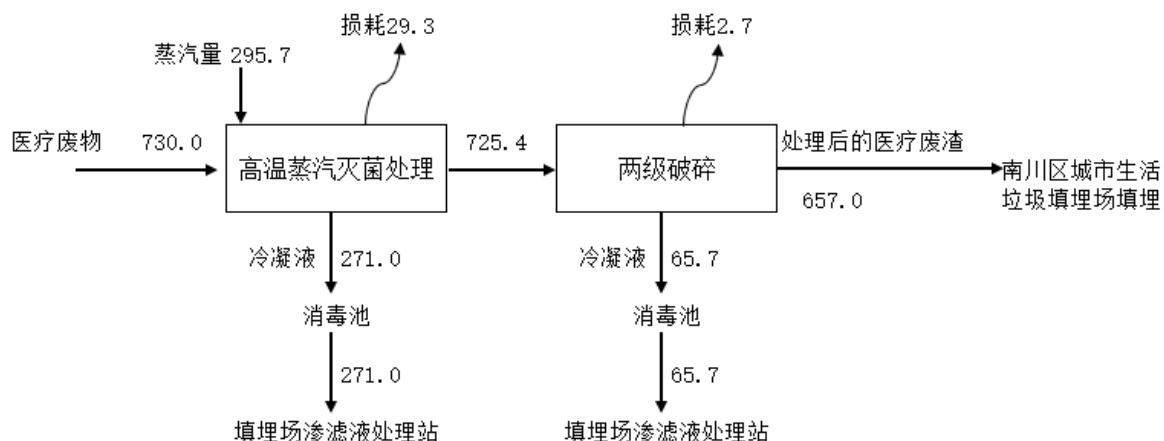 损耗29.3
损耗2.7
蒸汽量 295.7
医疗废物
730.0
高温蒸汽灭菌处理
725.4
两级破碎
处理后的医疗废渣
657.0
南川区城市生活
垃圾填埋场填埋
冷凝液
271.0
冷凝液
65.7
消毒池
消毒池
271.0
65.7
填埋场渗滤液处理站
填埋场渗滤液处理站